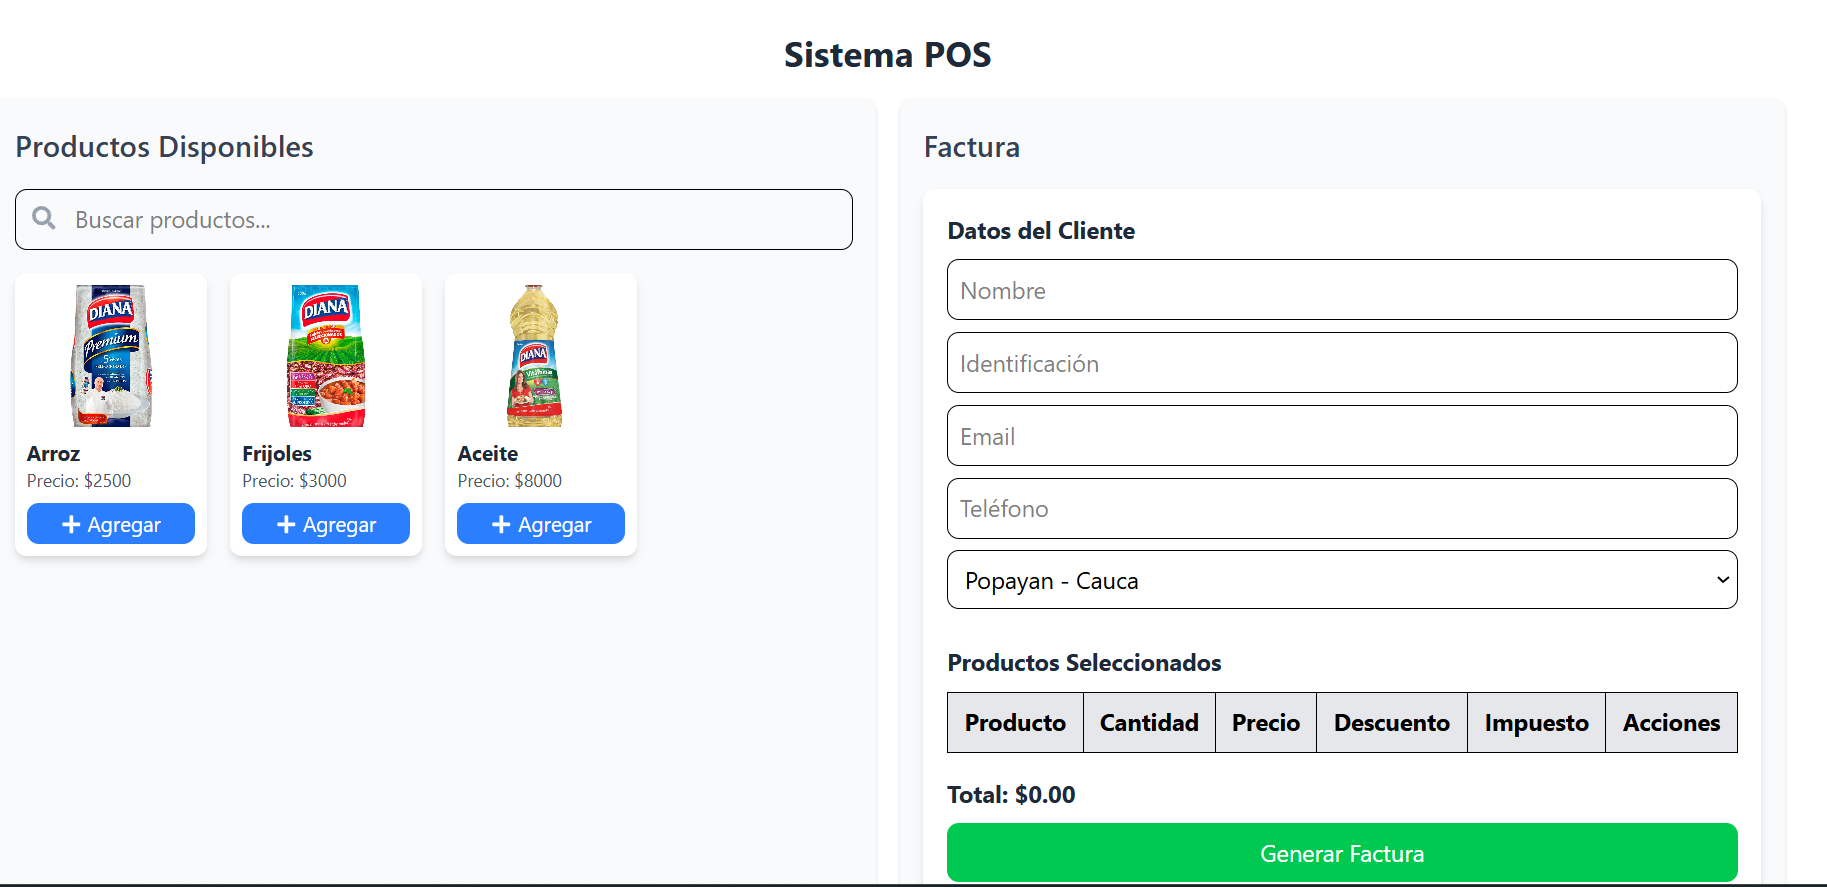 Sistema POS
Productos Disponibles
Buscar productos...
DIANA
Premium
Arroz
Precio: $2500
Agregar
DIANA
Frijoles
Precio: $3000
Agregar
DIANA
Aceite
Precio: $8000
Agregar
Factura
Datos del Cliente
Nombre
Identificación
Email
Teléfono
Popayan - Cauca
Productos Seleccionados
Producto Cantidad Precio Descuento Impuesto Acciones
Total: $0.00
Generar Factura